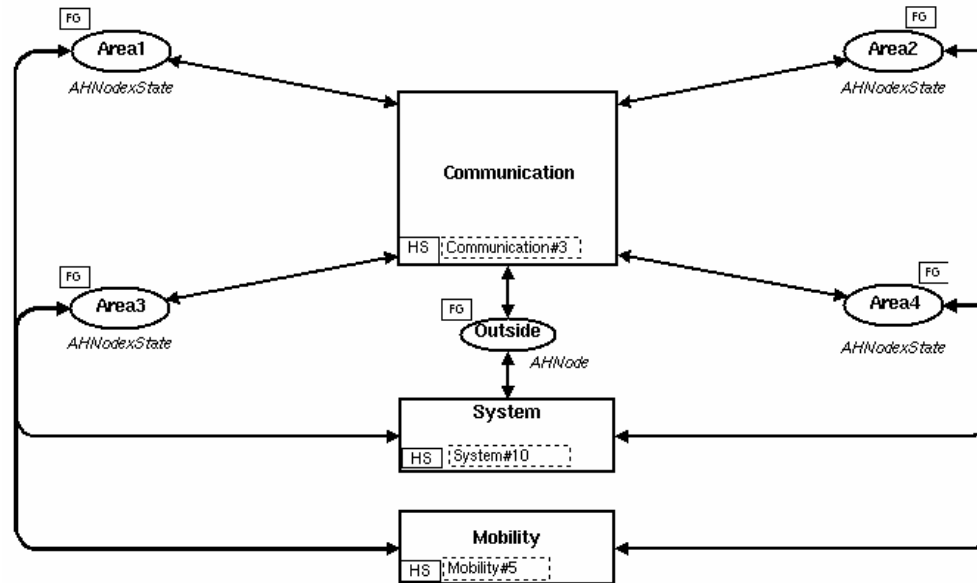 FG
Area1
AHNodexState
FG
Area2
AHNodexState
Communication
HS
Communication#3
FG
Area3
AHNodexState
FG
Area4
AHNodexState
FG
Outside
AHNode
System
HS
System#10
Mobility
HS
Mobility#5